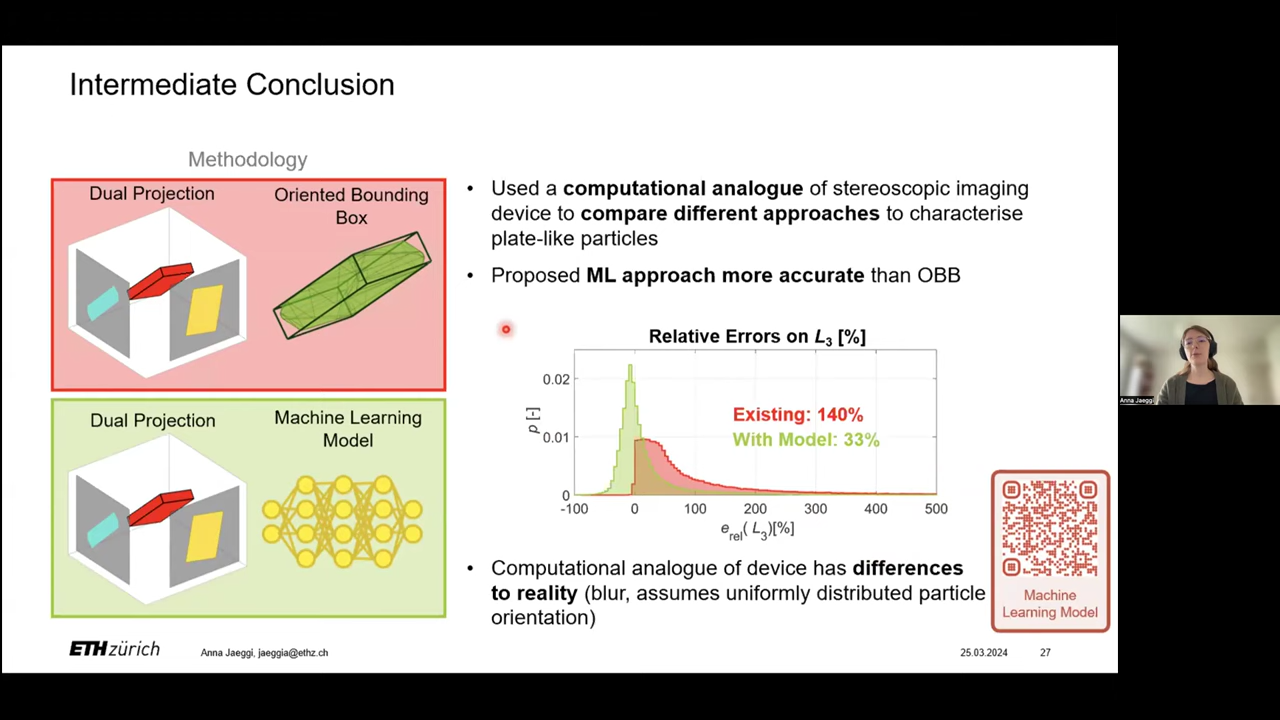 Intermediate Conclusion
Methodology
Dual Projection
Oriented Bounding
Box
Dual Projection
Machine Learning
Model
• Used a computational analogue of stereoscopic imaging
device to compare different approaches to characterise
plate-like particles
• Proposed ML approach more accurate than OBB
Relative Errors on L3 [%]
0.02
0.01
0
p [-]
Existing: 140%
With Model: 33%
-100 0 100 200 300 400 500
erel( L3)[%]
• Computational analogue of device has differences
to reality (blur, assumes uniformly distributed particle
orientation)
Machine
Learning Model
ETH zürich
Anna Jaeggi, jaeggia@ethz.ch
25.03.2024
27
Anna Jaeggi